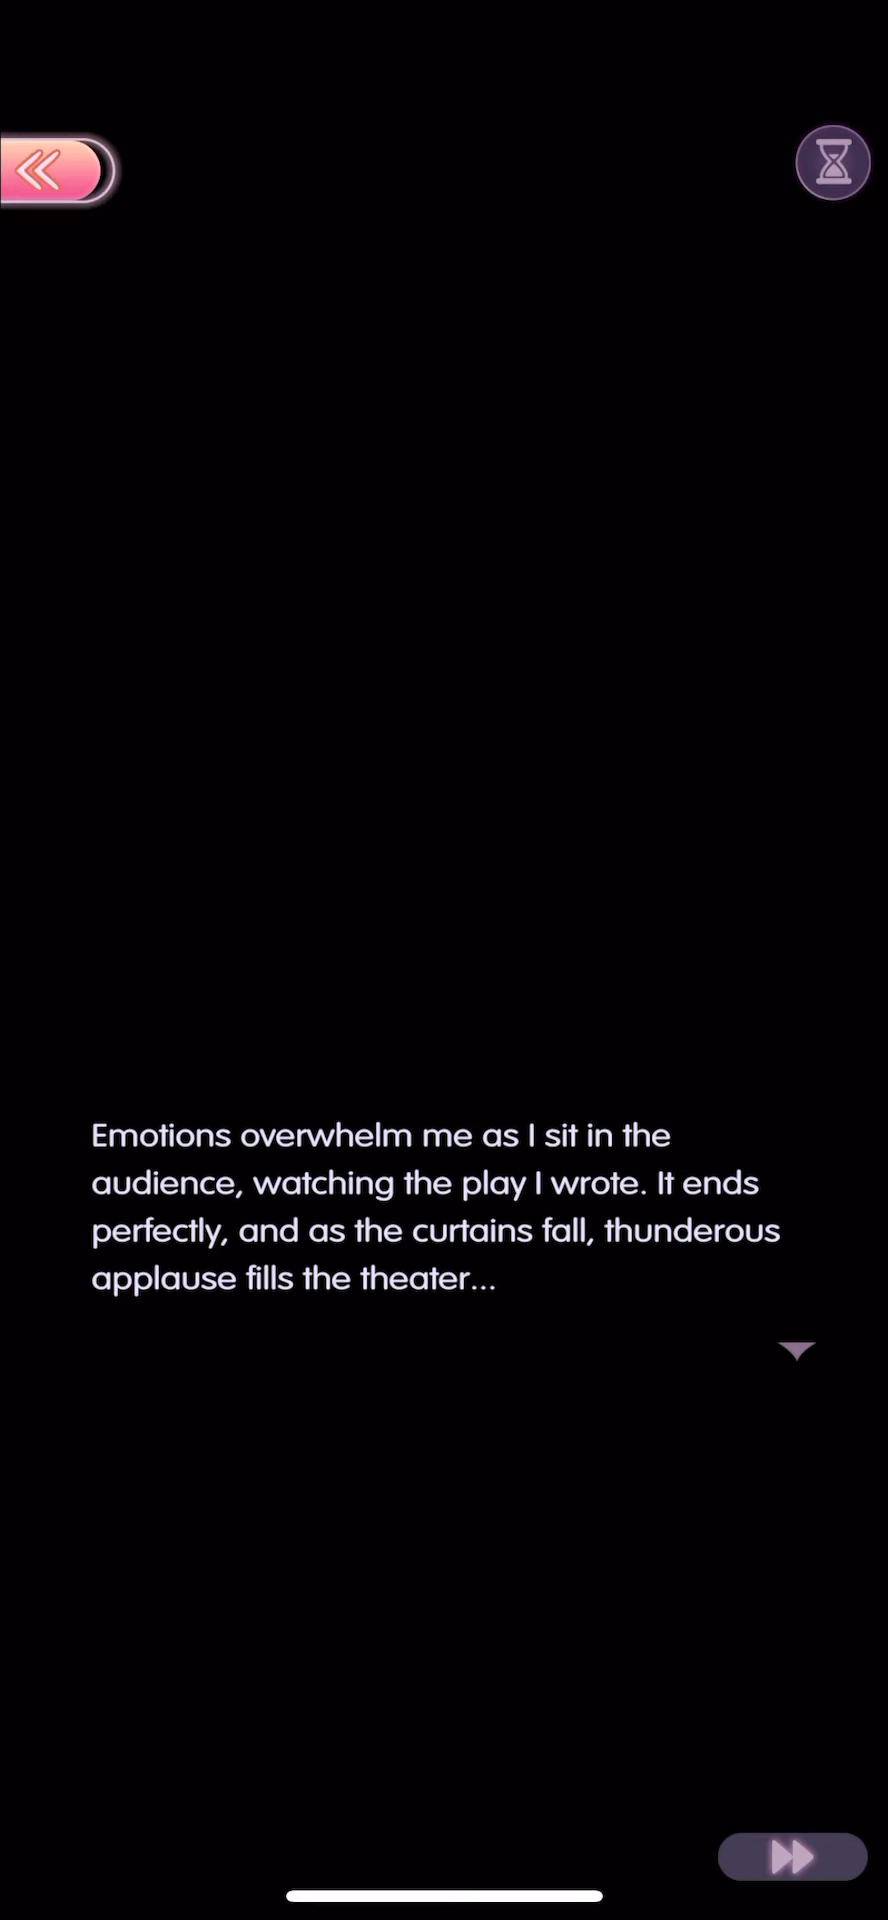 Emotions overwhelm me as I sit in the
audience, watching the play I wrote. It ends
perfectly, and as the curtains fall, thunderous
applause fills the theater...